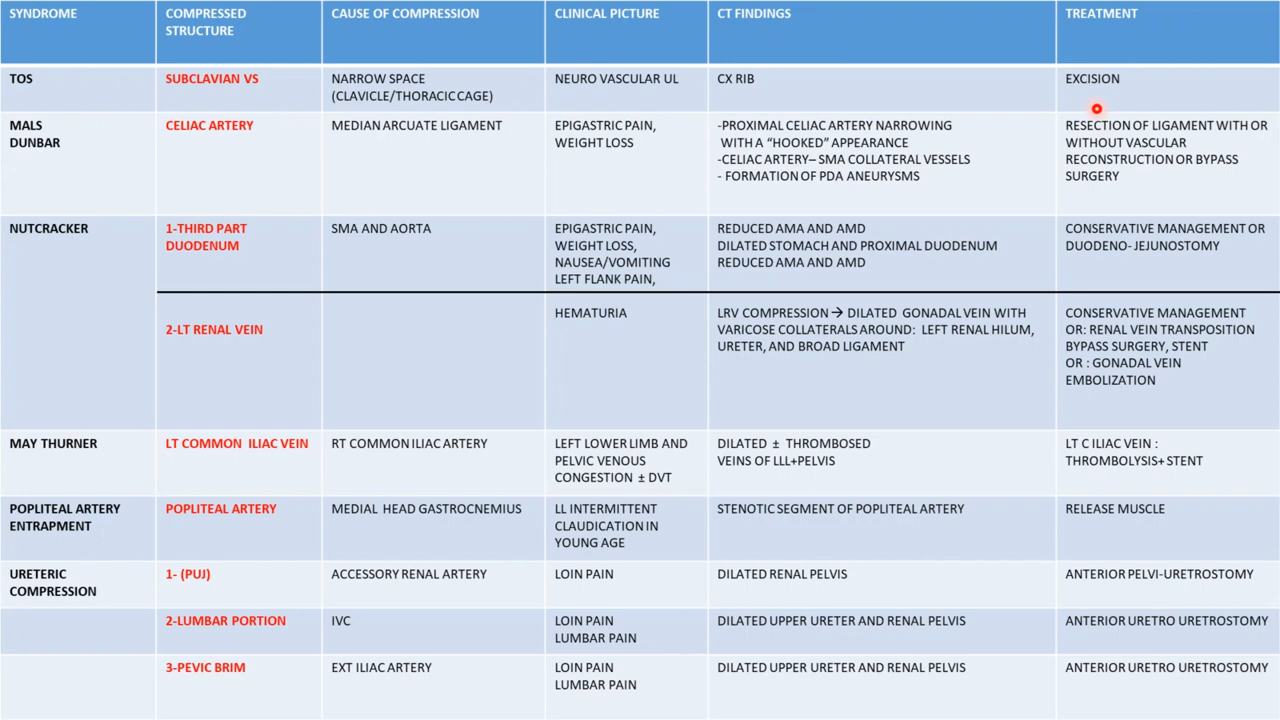 SYNDROME
COMPRESSED
STRUCTURE
CAUSE OF COMPRESSION
CLINICAL PICTURE
CT FINDINGS
TREATMENT
TOS
SUBCLAVIAN VS
NARROW SPACE
(CLAVICLE/THORACIC CAGE)
NEURO VASCULAR UL
CX RIB
EXCISION
MALS
DUNBAR
CELIAC ARTERY
MEDIAN ARCUATE LIGAMENT
EPIGASTRIC PAIN,
WEIGHT LOSS
-PROXIMAL CELIAC ARTERY NARROWING
WITH A “HOOKED” APPEARANCE
-CELIAC ARTERY– SMA COLLATERAL VESSELS
- FORMATION OF PDA ANEURYSMS
RESECTION OF LIGAMENT WITH OR
WITHOUT VASCULAR
RECONSTRUCTION OR BYPASS
SURGERY
NUTCRACKER
1-THIRD PART
DUODENUM
SMA AND AORTA
EPIGASTRIC PAIN,
WEIGHT LOSS,
NAUSEA/VOMITING
LEFT FLANK PAIN,
REDUCED AMA AND AMD
DILATED STOMACH AND PROXIMAL DUODENUM
REDUCED AMA AND AMD
CONSERVATIVE MANAGEMENT OR
DUODENO- JEJUNOSTOMY
2-LT RENAL VEIN
HEMATURIA
LRV COMPRESSION → DILATED GONADAL VEIN WITH
VARICOSE COLLATERALS AROUND: LEFT RENAL HILUM,
URETER, AND BROAD LIGAMENT
CONSERVATIVE MANAGEMENT
OR: RENAL VEIN TRANSPOSITION
BYPASS SURGERY, STENT
OR : GONADAL VEIN
EMBOLIZATION
MAY THURNER
LT COMMON ILIAC VEIN
RT COMMON ILIAC ARTERY
LEFT LOWER LIMB AND
PELVIC VENOUS
CONGESTION ± DVT
DILATED ± THROMBOSED
VEINS OF LLL+PELVIS
LT C ILIAC VEIN :
THROMBOLYSIS+ STENT
POPLITEAL ARTERY
ENTRAPMENT
POPLITEAL ARTERY
MEDIAL HEAD GASTROCNEMIUS
LL INTERMITTENT
CLAUDICATION IN
YOUNG AGE
STENOTIC SEGMENT OF POPLITEAL ARTERY
RELEASE MUSCLE
URETERIC
COMPRESSION
1- (PUJ)
ACCESSORY RENAL ARTERY
LOIN PAIN
DILATED RENAL PELVIS
ANTERIOR PELVI-URETROSTOMY
2-LUMBAR PORTION
IVC
LOIN PAIN
LUMBAR PAIN
DILATED UPPER URETER AND RENAL PELVIS
ANTERIOR URETRO URETROSTOMY
3-PEVIC BRIM
EXT ILIAC ARTERY
LOIN PAIN
LUMBAR PAIN
DILATED UPPER URETER AND RENAL PELVIS
ANTERIOR URETRO URETROSTOMY